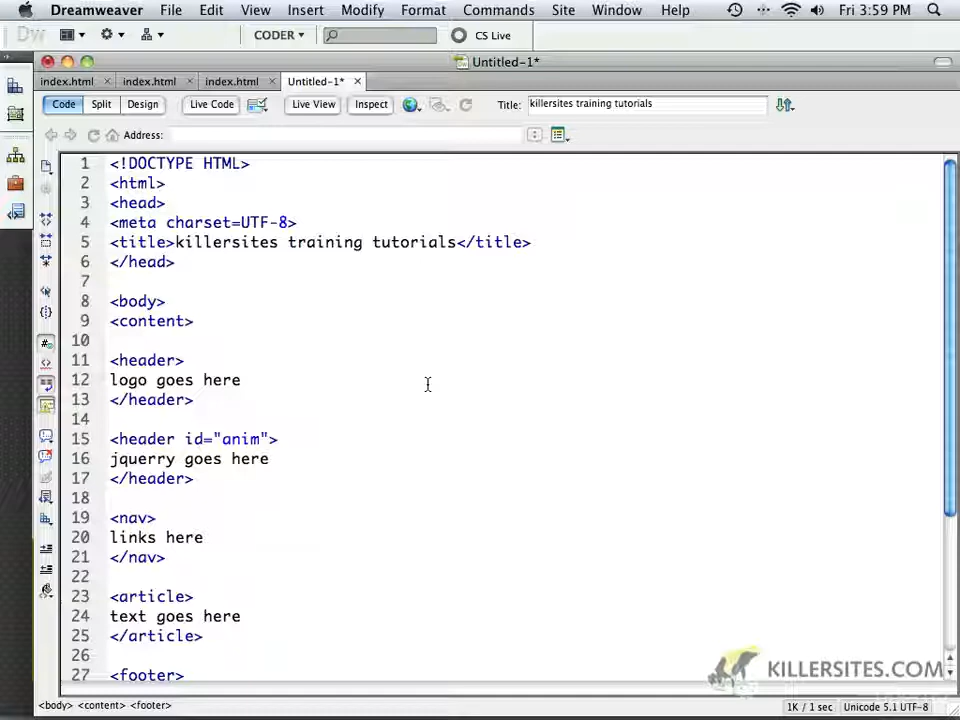 Dreamweaver File Edit View Insert Modify Format Commands Site Window Help Fri 3:59 PM
Dw CODER CS Live
Untitled-1*
index.html × index.html × index.html × Untitled-1* ×
Code Split Design Live Code Live View Inspect Title: killersites training tutorials
Address:
1 <!DOCTYPE HTML>
2 <html>
3 <head>
4 <meta charset=UTF-8>
5 <title>killersites training tutorials</title>
6 </head>
7
8 <body>
9 <content>
10
11 <header>
12 logo goes here
13 </header>
14
15 <header id="anim">
16 jquerry goes here
17 </header>
18
19 <nav>
20 links here
21 </nav>
22
23 <article>
24 text goes here
25 </article>
26
27 <footer>
KILLERSITES.COM
<body> <content> <footer> 1K / 1 sec Unicode 5.1 UTF-8